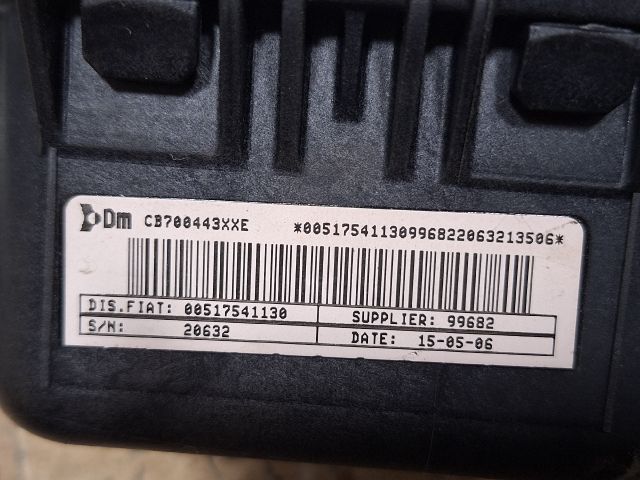 Dm CB700443XXE *00517541130996822063213506*
DIS.FIAT: 00517541130 SUPPLIER: 99682
S/N: 20632 DATE: 15-05-06